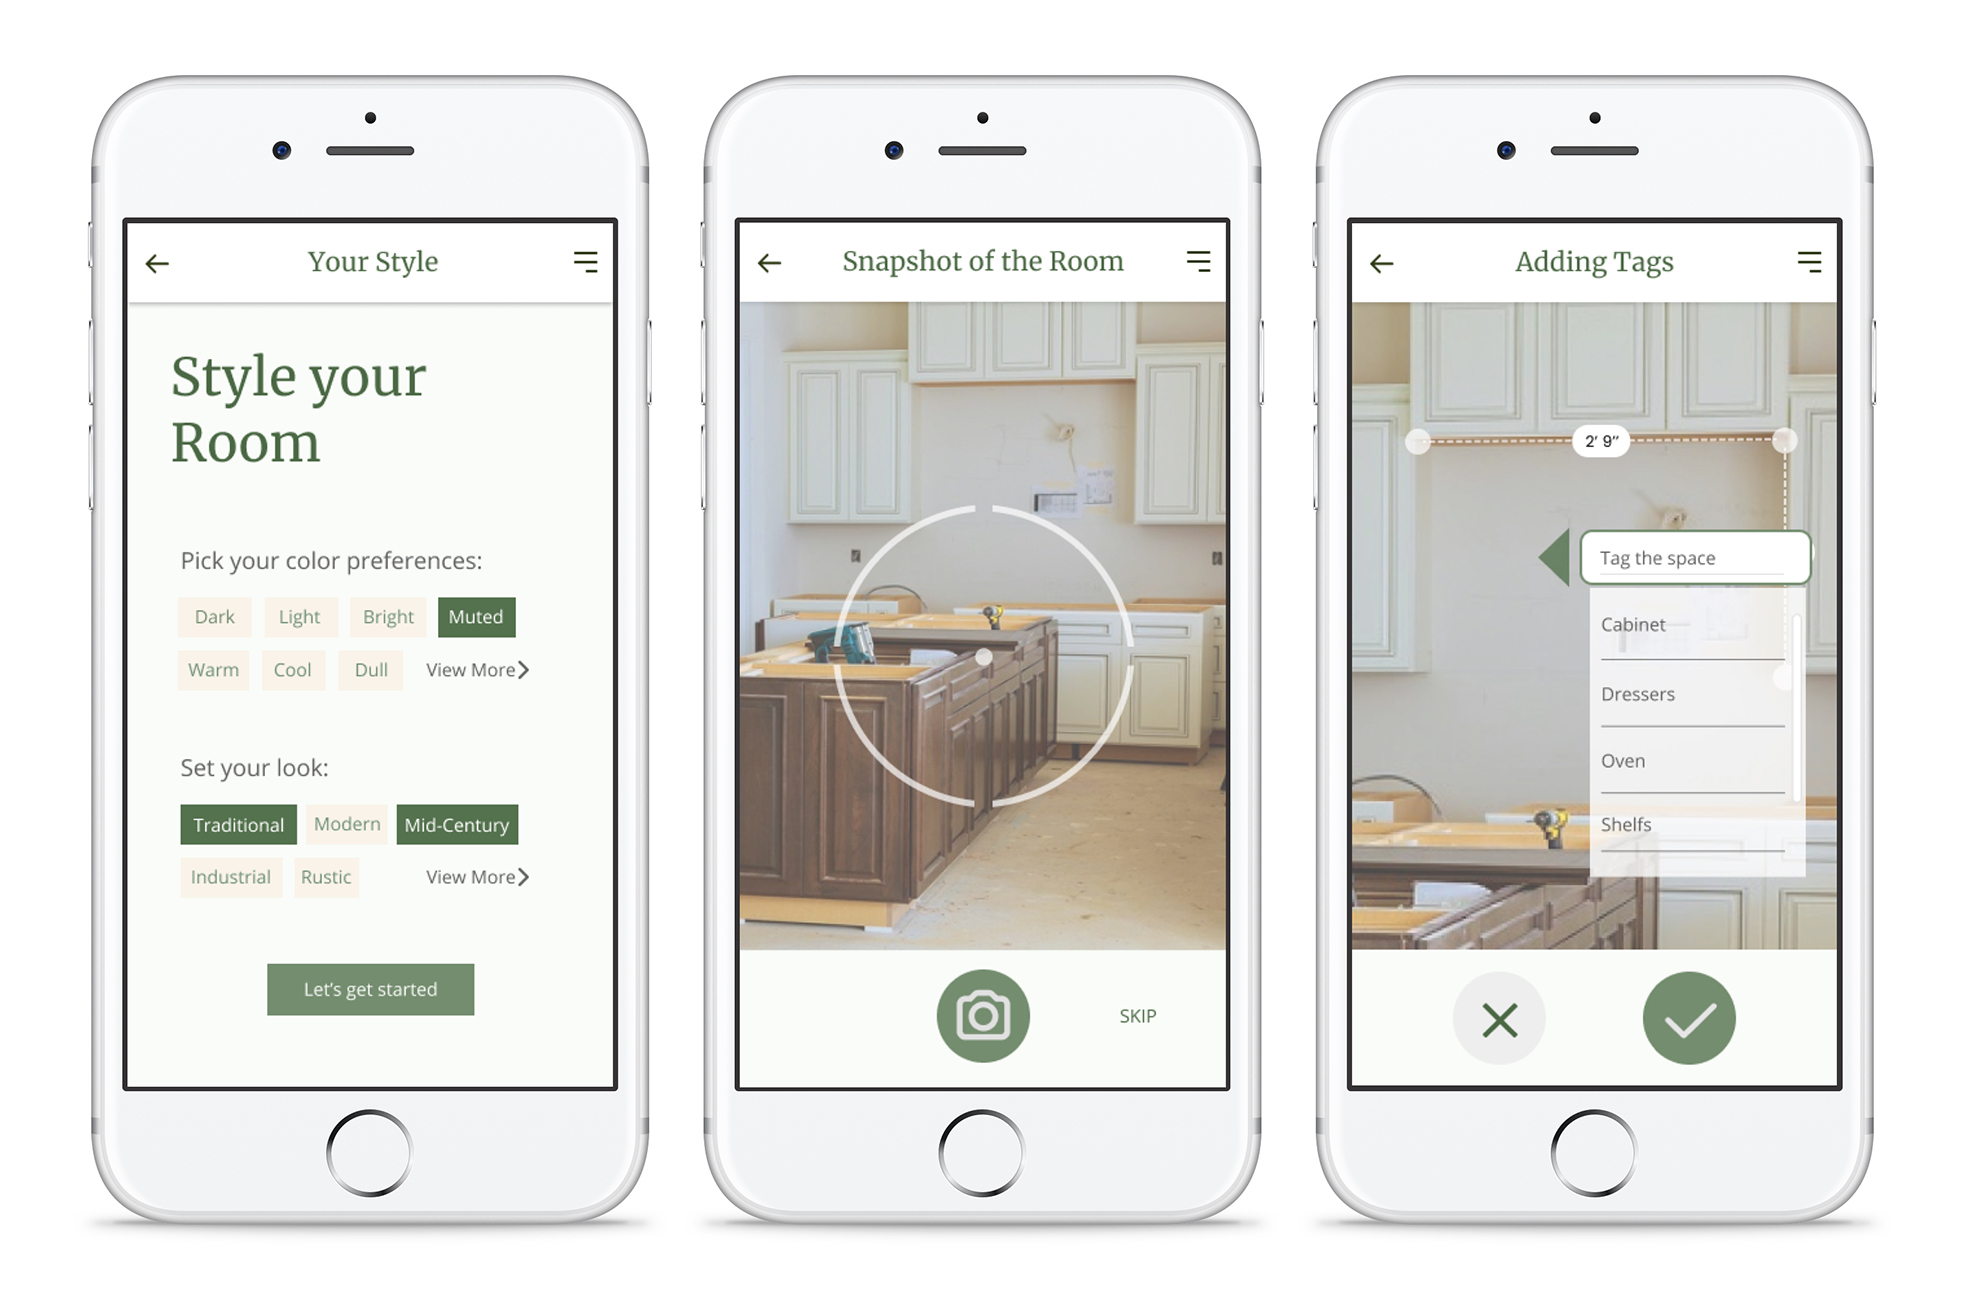 Your Style
Style your
Room
Pick your color preferences:
Dark Light Bright Muted
Warm Cool Dull View More
Set your look:
Traditional Modern Mid-Century
Industrial Rustic View More
Let's get started
Snapshot of the Room
SKIP
Adding Tags
2' 9"
Tag the space
Cabinet
Dressers
Oven
Shelfs